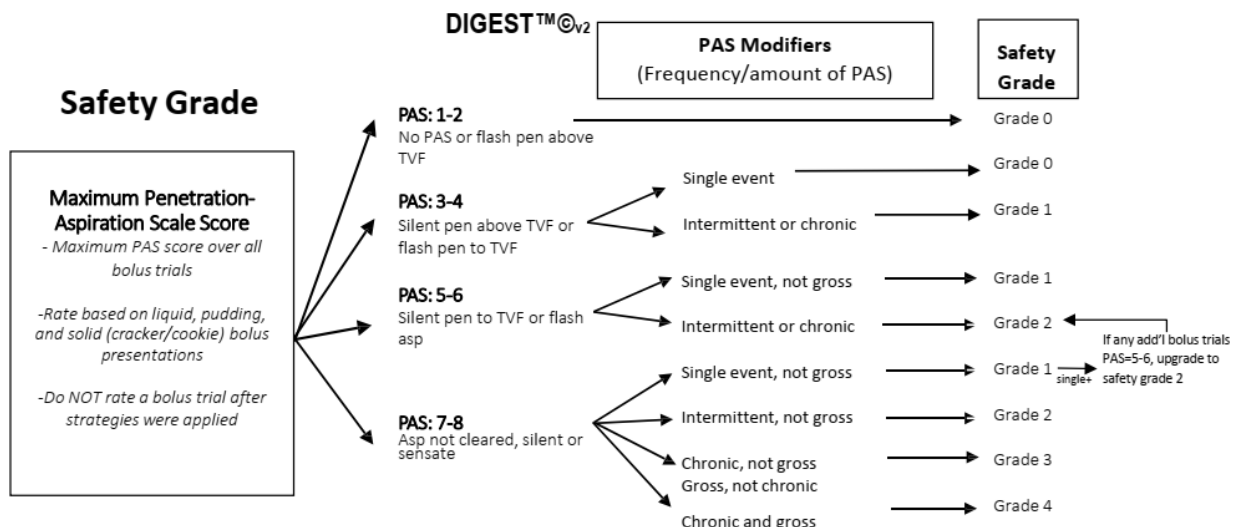 DIGEST™©v2
PAS Modifiers
(Frequency/amount of PAS)
Safety
Grade
Safety Grade
Maximum Penetration-
Aspiration Scale Score
- Maximum PAS score over all
bolus trials
-Rate based on liquid, pudding,
and solid (cracker/cookie) bolus
presentations
-Do NOT rate a bolus trial after
strategies were applied
PAS: 1-2
No PAS or flash pen above
TVF
Grade 0
PAS: 3-4
Silent pen above TVF or
flash pen to TVF
Single event
Grade 0
Intermittent or chronic
Grade 1
PAS: 5-6
Silent pen to TVF or flash
asp
Single event, not gross
Grade 1
Intermittent or chronic
Grade 2
PAS: 7-8
Asp not cleared, silent or
sensate
Single event, not gross
Grade 1
single+
If any add'l bolus trials
PAS=5-6, upgrade to
safety grade 2
Intermittent, not gross
Grade 2
Chronic, not gross
Gross, not chronic
Grade 3
Chronic and gross
Grade 4